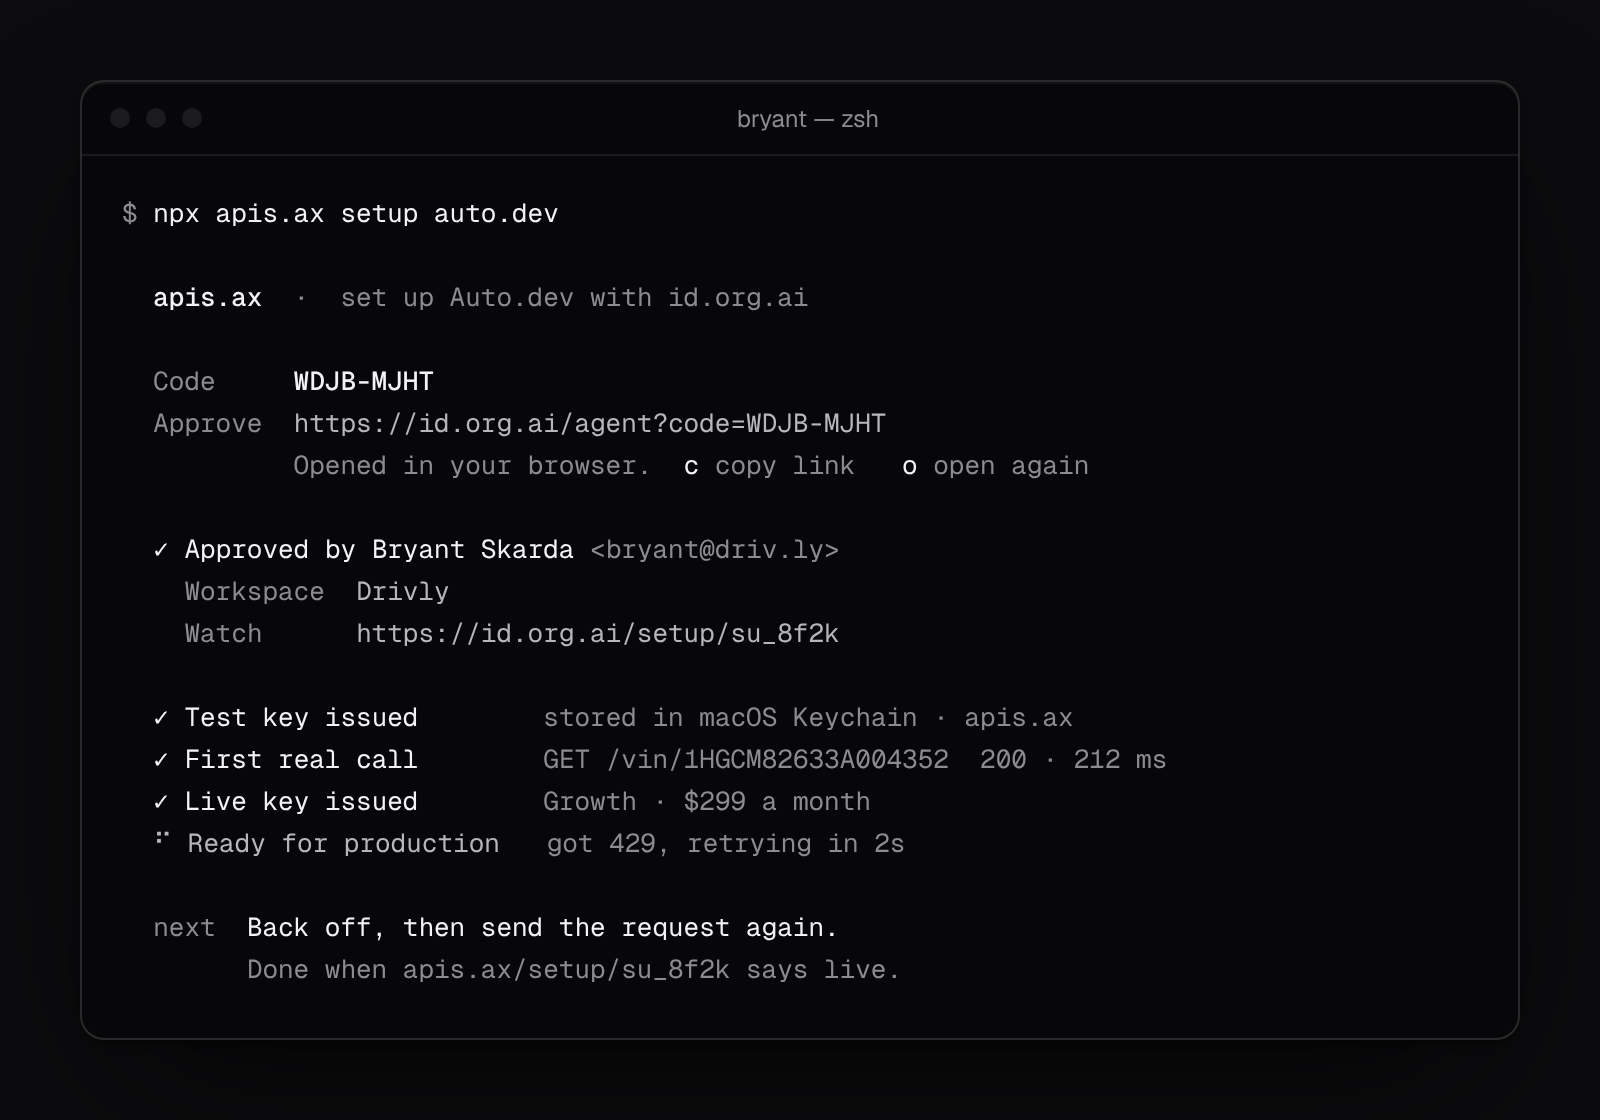 bryant — zsh
$ npx apis.ax setup auto.dev
apis.ax · set up Auto.dev with id.org.ai
Code WDJB-MJHT
Approve https://id.org.ai/agent?code=WDJB-MJHT
Opened in your browser. c copy link o open again
✓ Approved by Bryant Skarda <bryant@driv.ly>
Workspace Drivly
Watch https://id.org.ai/setup/su_8f2k
✓ Test key issued stored in macOS Keychain · apis.ax
✓ First real call GET /vin/1HGCM82633A004352 200 · 212 ms
✓ Live key issued Growth · $299 a month
⠋ Ready for production got 429, retrying in 2s
next Back off, then send the request again.
Done when apis.ax/setup/su_8f2k says live.